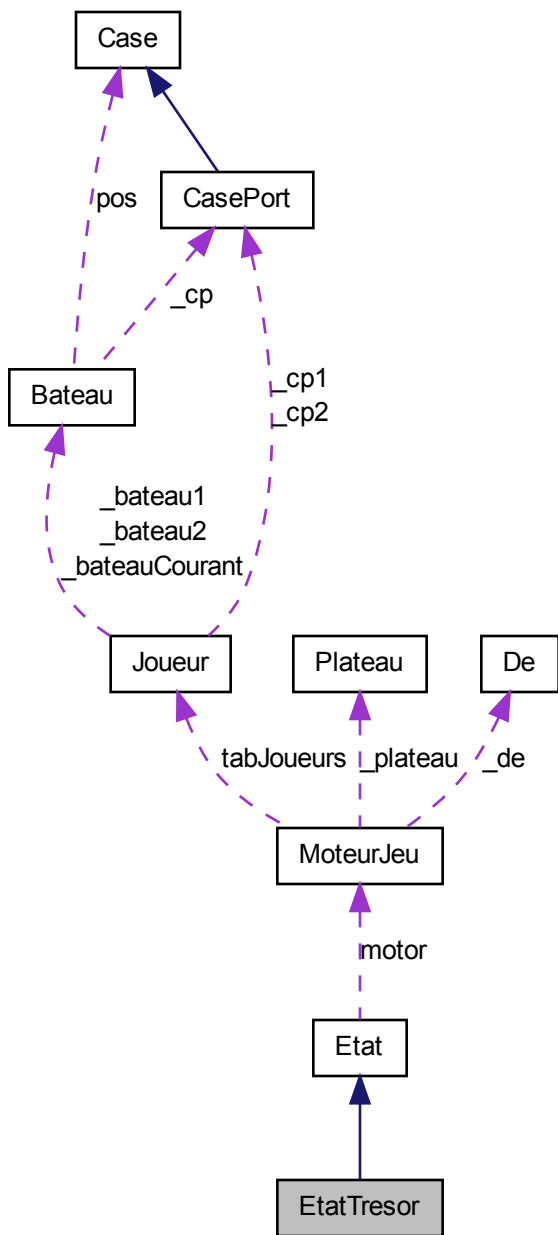 Case
pos
CasePort
_cp
Bateau
_cp1
_cp2
_bateau1
_bateau2
_bateauCourant
Joueur
Plateau
De
tabJoueurs
_plateau
_de
MoteurJeu
motor
Etat
EtatTresor